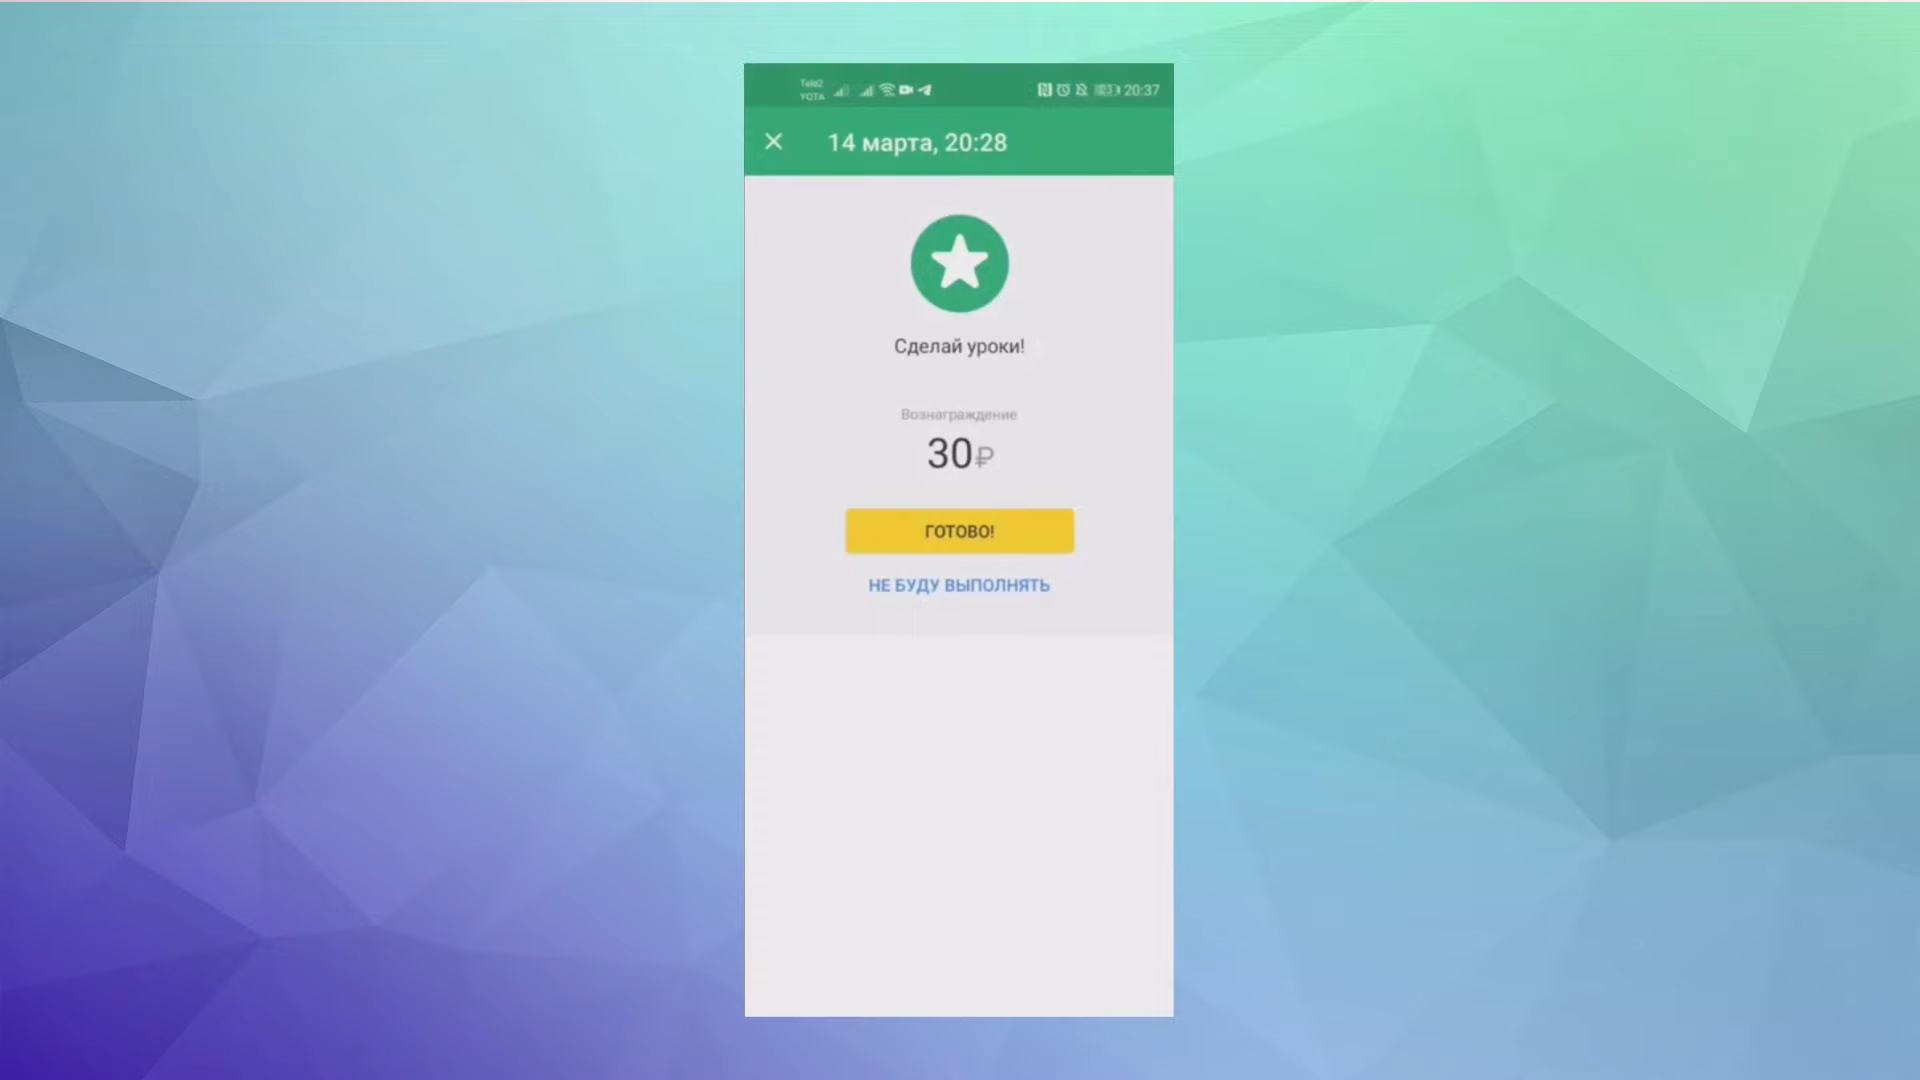 Tele2
YOTA
20:37
14 марта, 20:28
Сделай уроки!
Вознаграждение
30₽
ГОТОВО!
НЕ БУДУ ВЫПОЛНЯТЬ